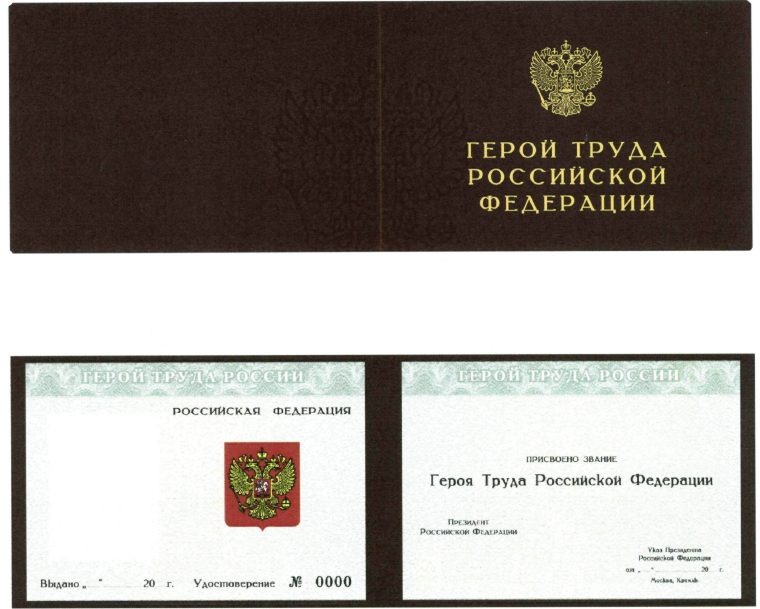 ГЕРОЙ ТРУДА
РОССИЙСКОЙ
ФЕДЕРАЦИИ
ГЕРОЙ ТРУДА РОССИИ
РОССИЙСКАЯ ФЕДЕРАЦИЯ
Выдано „ “ 20 г. Удостоверение № 0000
ГЕРОЙ ТРУДА РОССИИ
ПРИСВОЕНО ЗВАНИЕ
Героя Труда Российской Федерации
ПРЕЗИДЕНТ
РОССИЙСКОЙ ФЕДЕРАЦИИ
Указ Президента
Российской Федерации
от „ “ 20 г.
Москва, Кремль